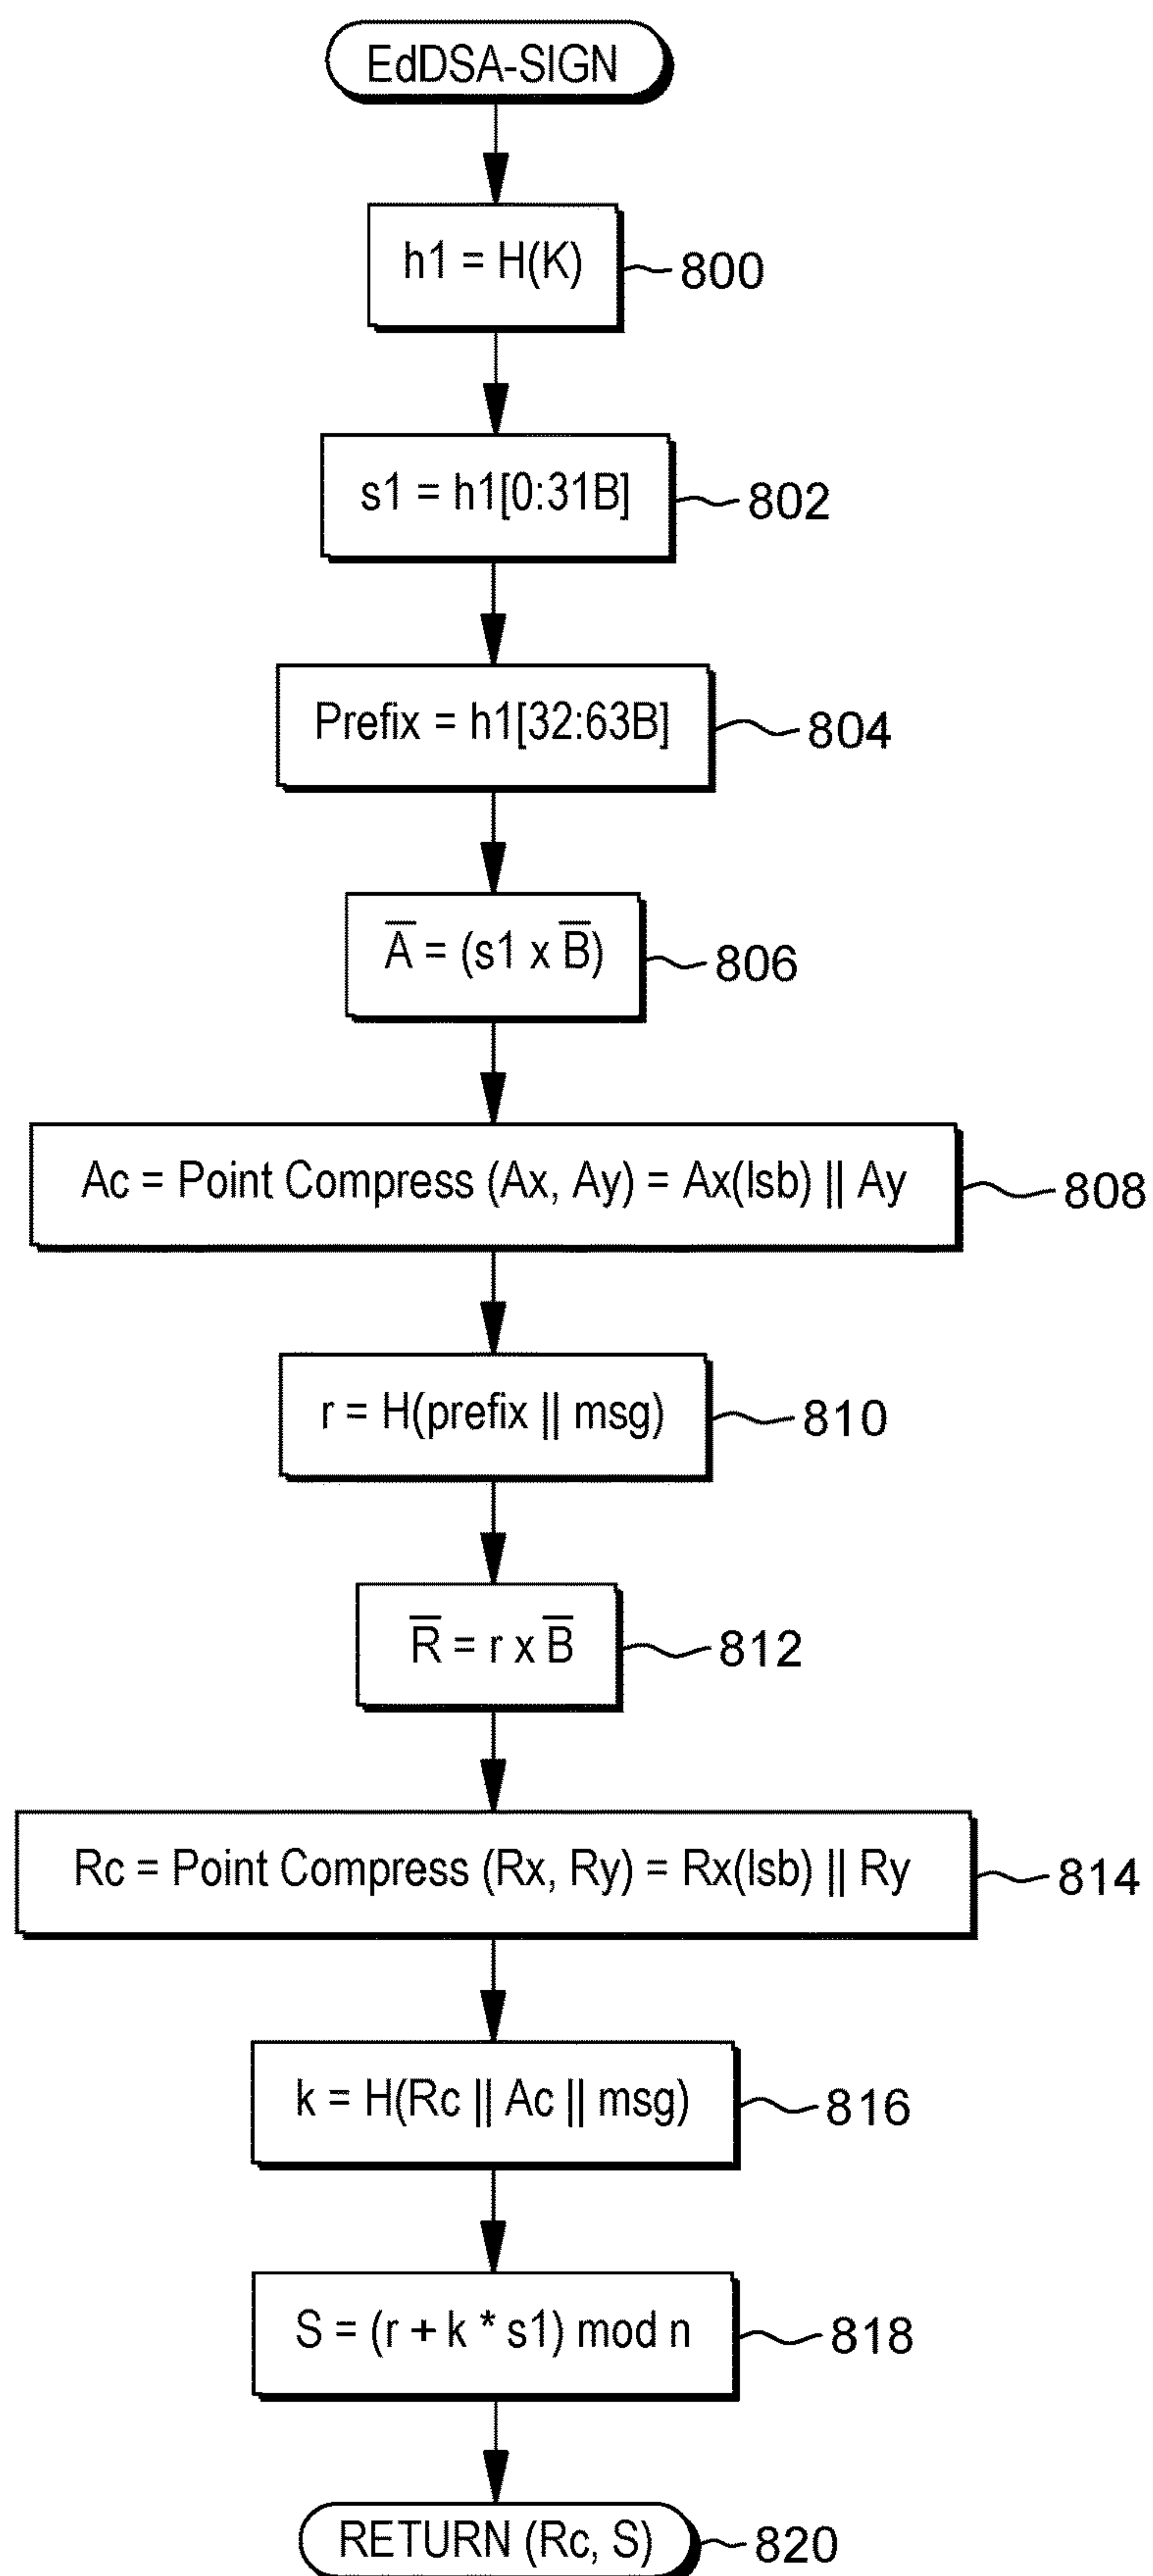 EdDSA-SIGN
h1 = H(K)
800
s1 = h1[0:31B]
802
Prefix = h1[32:63B]
804
A̅ = (s1 x B̅)
806
Ac = Point Compress (Ax, Ay) = Ax(lsb) || Ay
808
r = H(prefix || msg)
810
R̅ = r x B̅
812
Rc = Point Compress (Rx, Ry) = Rx(lsb) || Ry
814
k = H(Rc || Ac || msg)
816
S = (r + k * s1) mod n
818
RETURN (Rc, S)
820